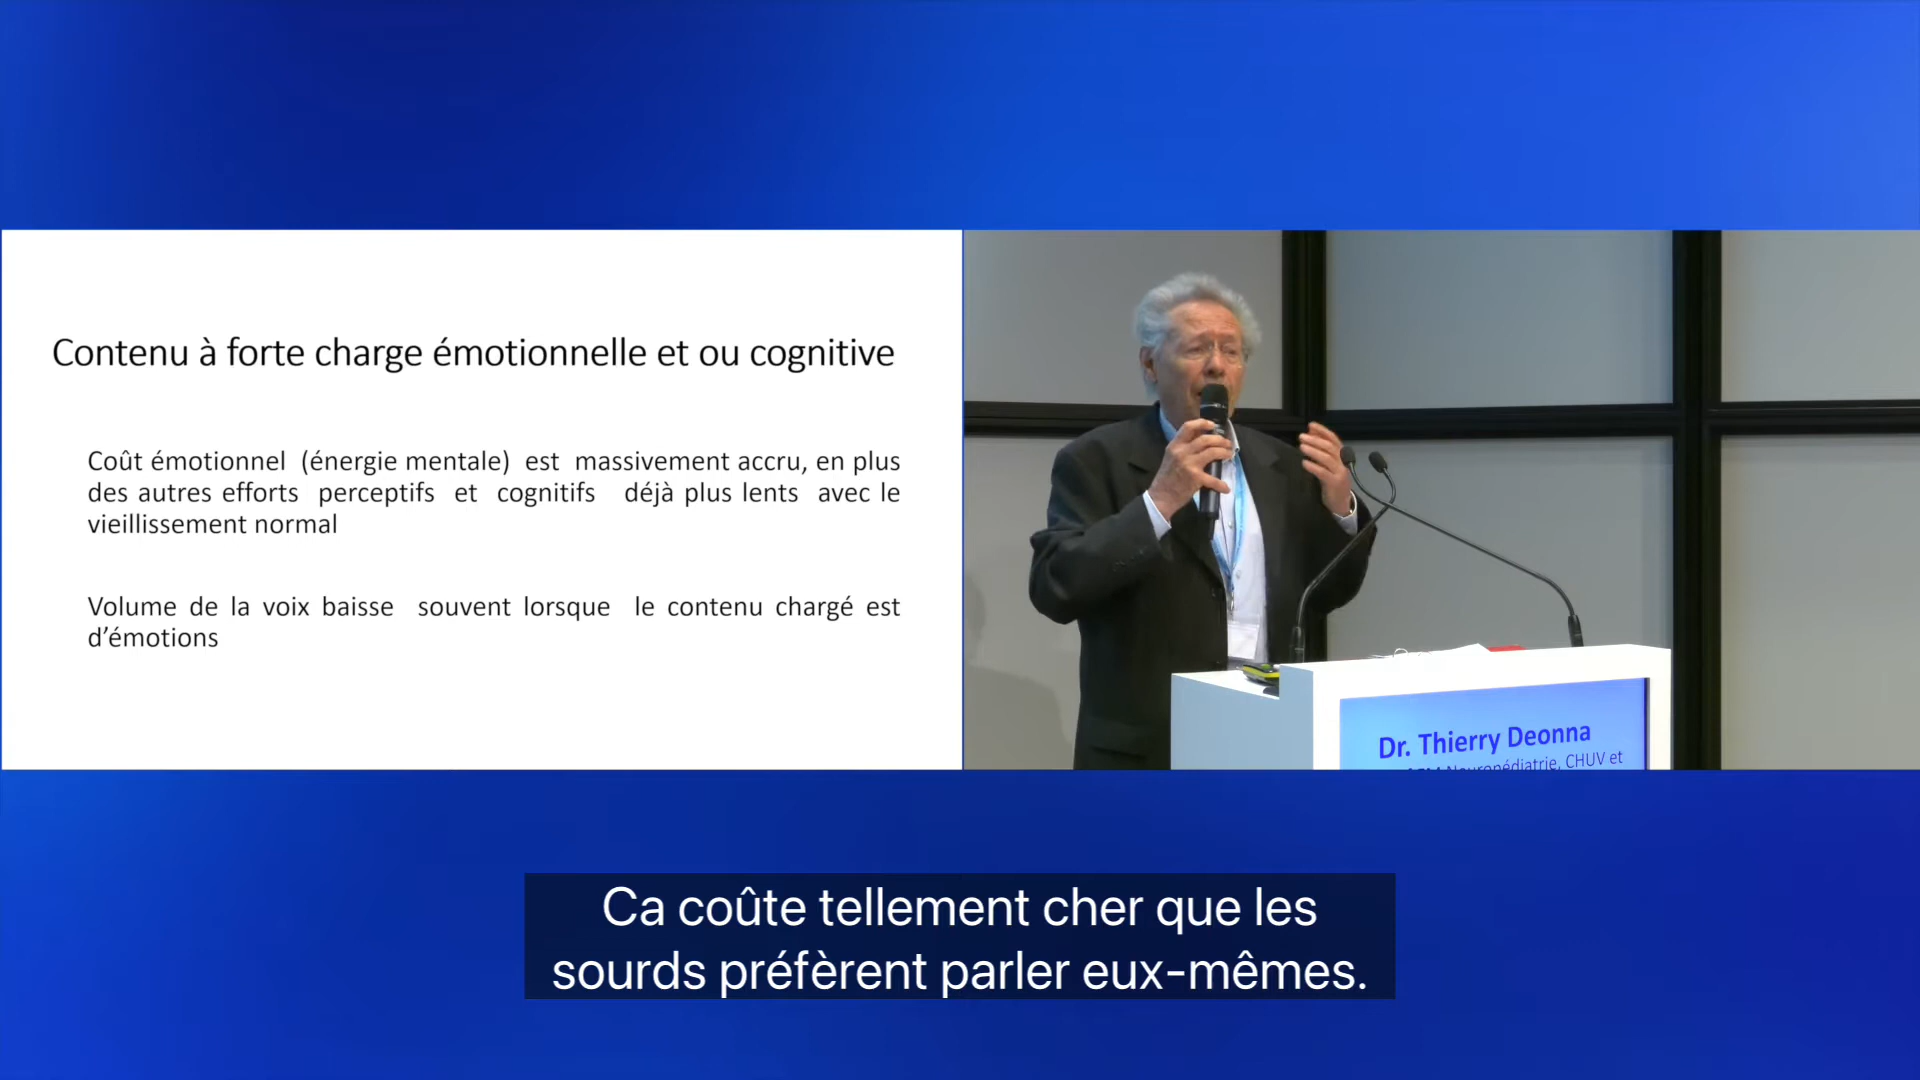 Contenu à forte charge émotionnelle et ou cognitive
Coût émotionnel (énergie mentale) est massivement accru, en plus
des autres efforts perceptifs et cognitifs déjà plus lents avec le
vieillissement normal
Volume de la voix baisse souvent lorsque le contenu chargé est
d’émotions
Dr. Thierry Deonna
Neuropédiatrie, CHUV et
Ca coûte tellement cher que les
sourds préfèrent parler eux-mêmes.